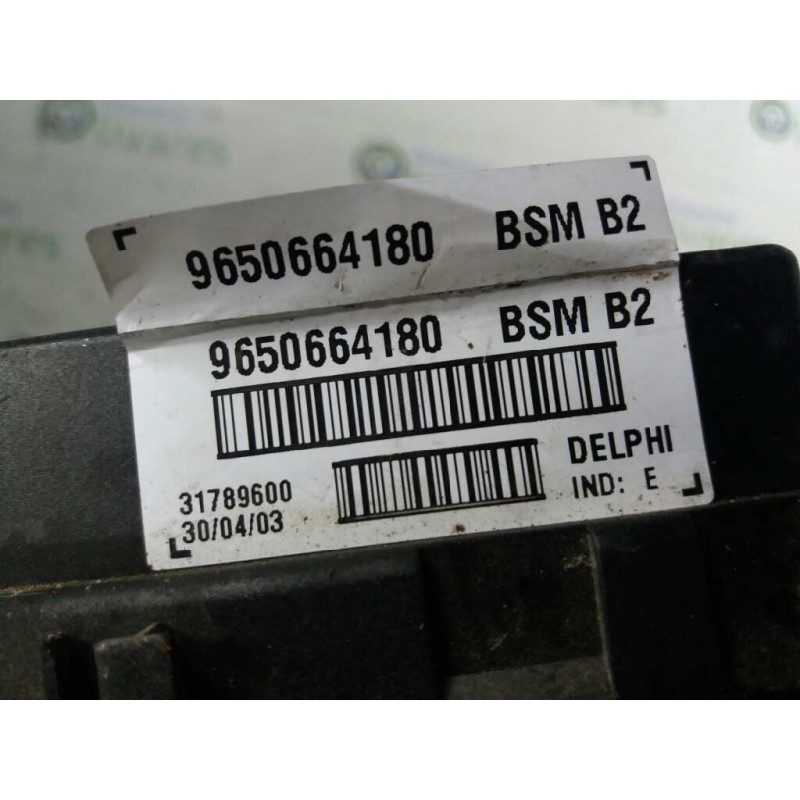 9650664180 BSM B2
9650664180 BSM B2
DELPHI
31789600
IND: E
30/04/03